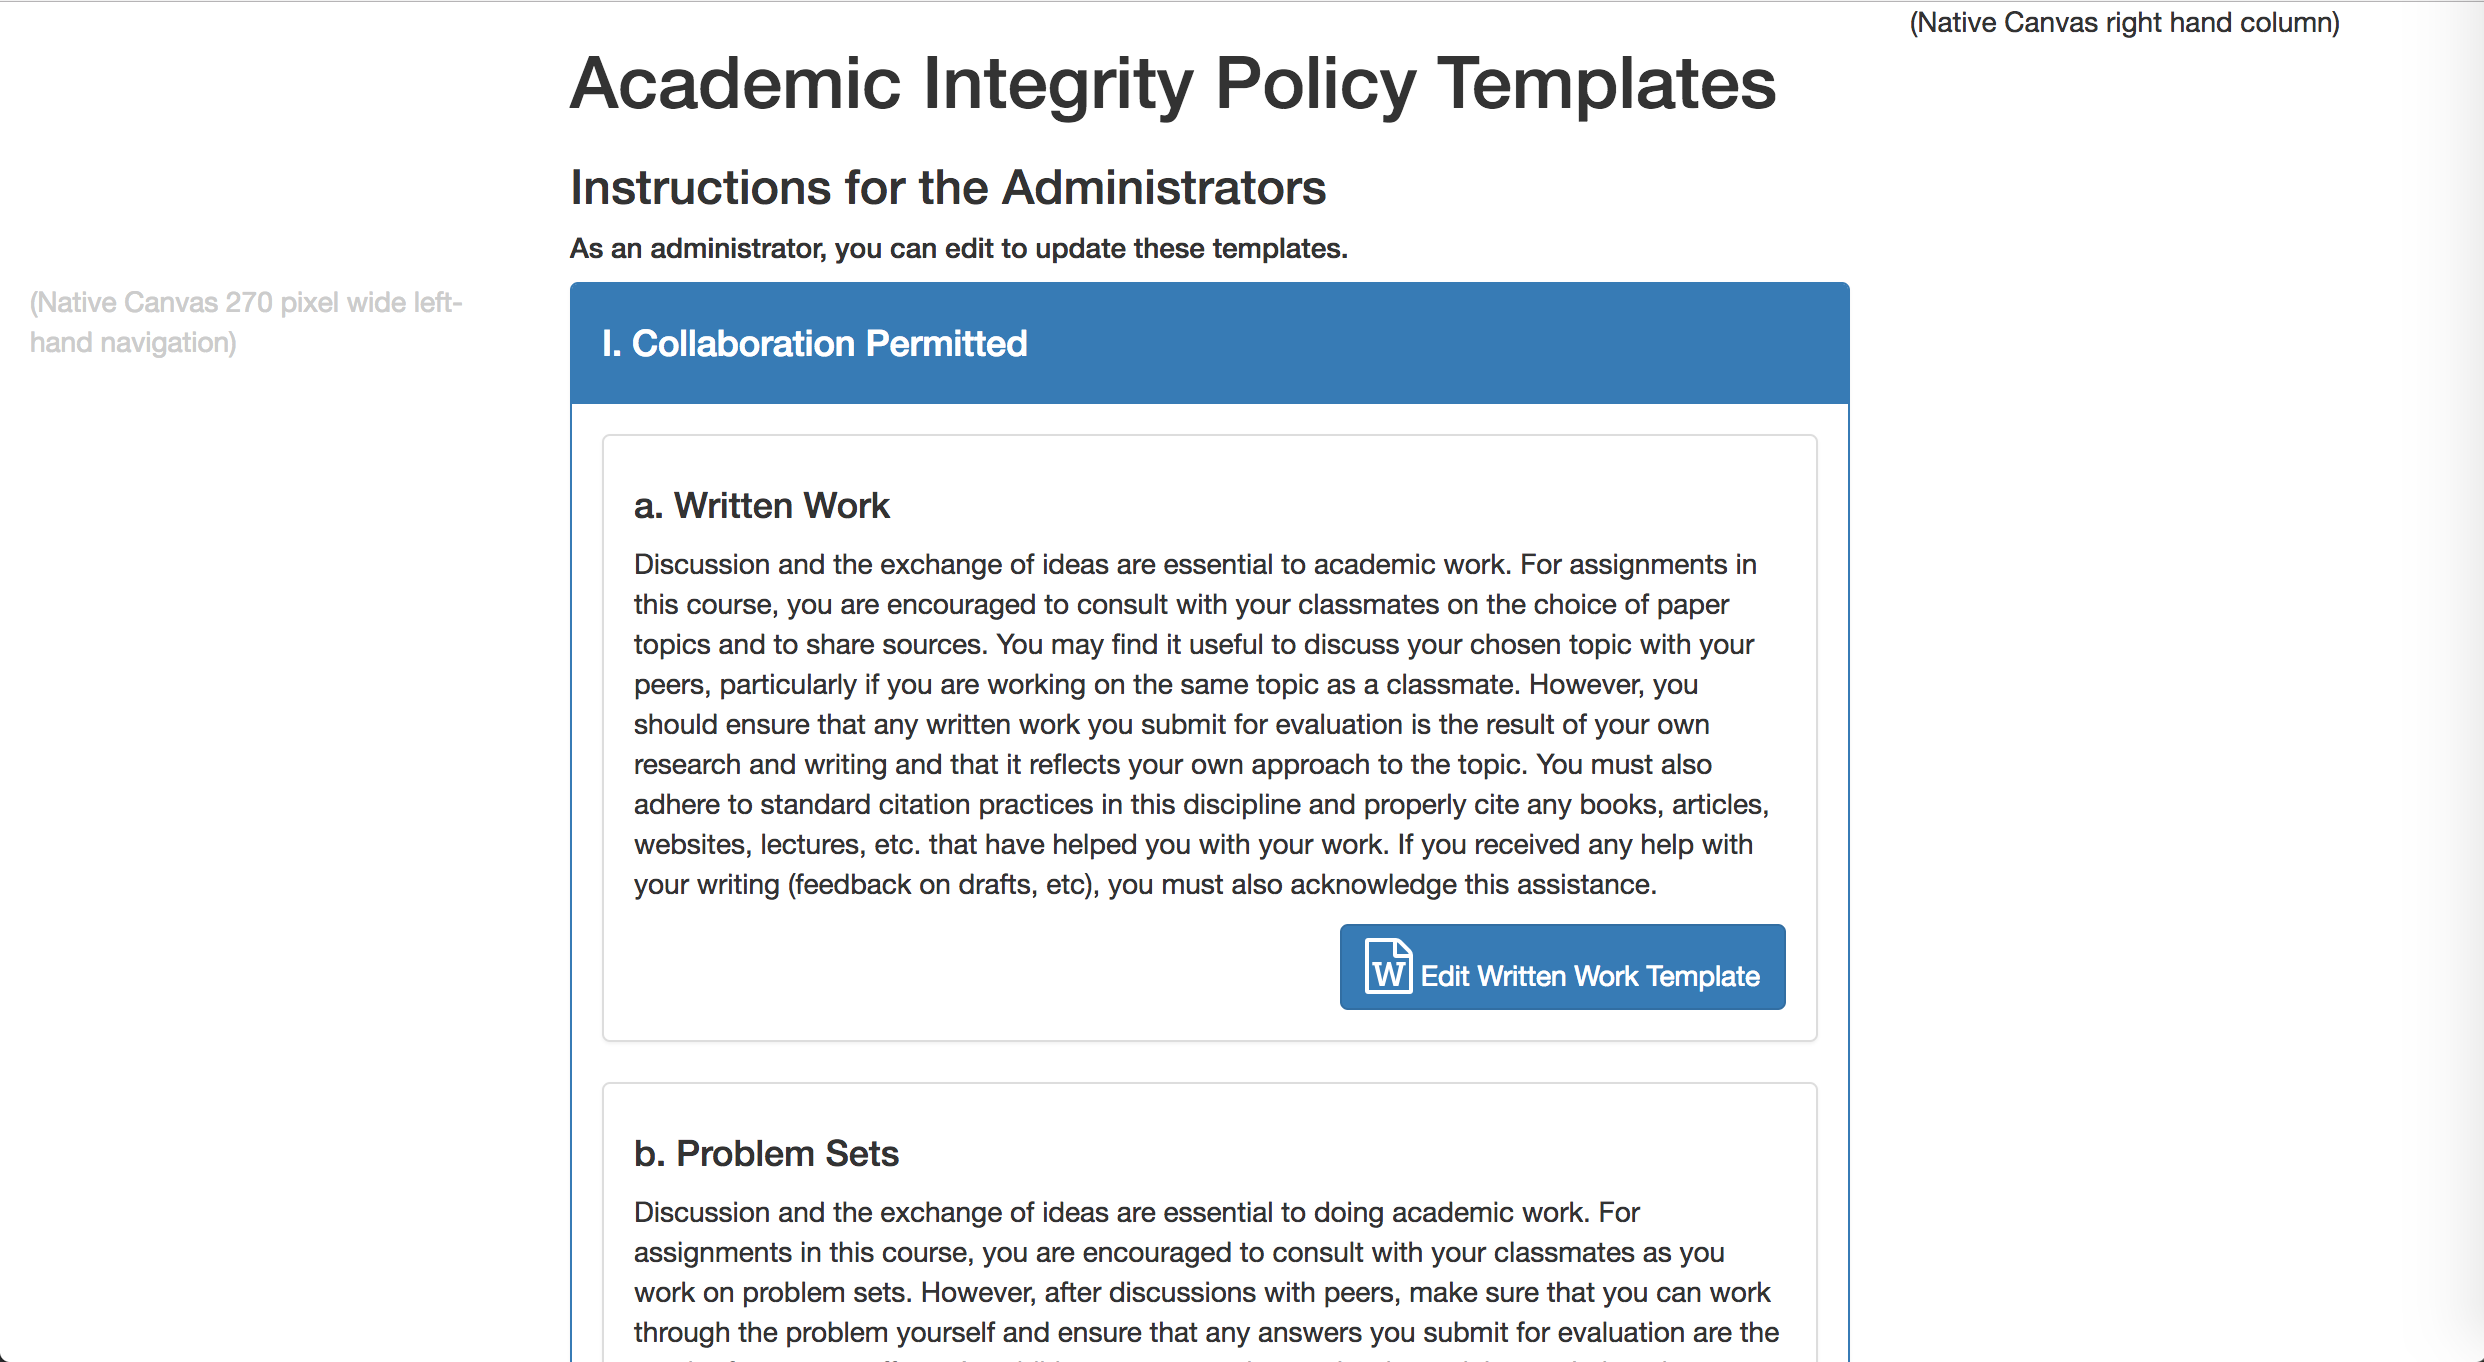 (Native Canvas right hand column)
Academic Integrity Policy Templates
Instructions for the Administrators
As an administrator, you can edit to update these templates.
(Native Canvas 270 pixel wide left-
hand navigation)
I. Collaboration Permitted
a. Written Work
Discussion and the exchange of ideas are essential to academic work. For assignments in
this course, you are encouraged to consult with your classmates on the choice of paper
topics and to share sources. You may find it useful to discuss your chosen topic with your
peers, particularly if you are working on the same topic as a classmate. However, you
should ensure that any written work you submit for evaluation is the result of your own
research and writing and that it reflects your own approach to the topic. You must also
adhere to standard citation practices in this discipline and properly cite any books, articles,
websites, lectures, etc. that have helped you with your work. If you received any help with
your writing (feedback on drafts, etc), you must also acknowledge this assistance.
W Edit Written Work Template
b. Problem Sets
Discussion and the exchange of ideas are essential to doing academic work. For
assignments in this course, you are encouraged to consult with your classmates as you
work on problem sets. However, after discussions with peers, make sure that you can work
through the problem yourself and ensure that any answers you submit for evaluation are the